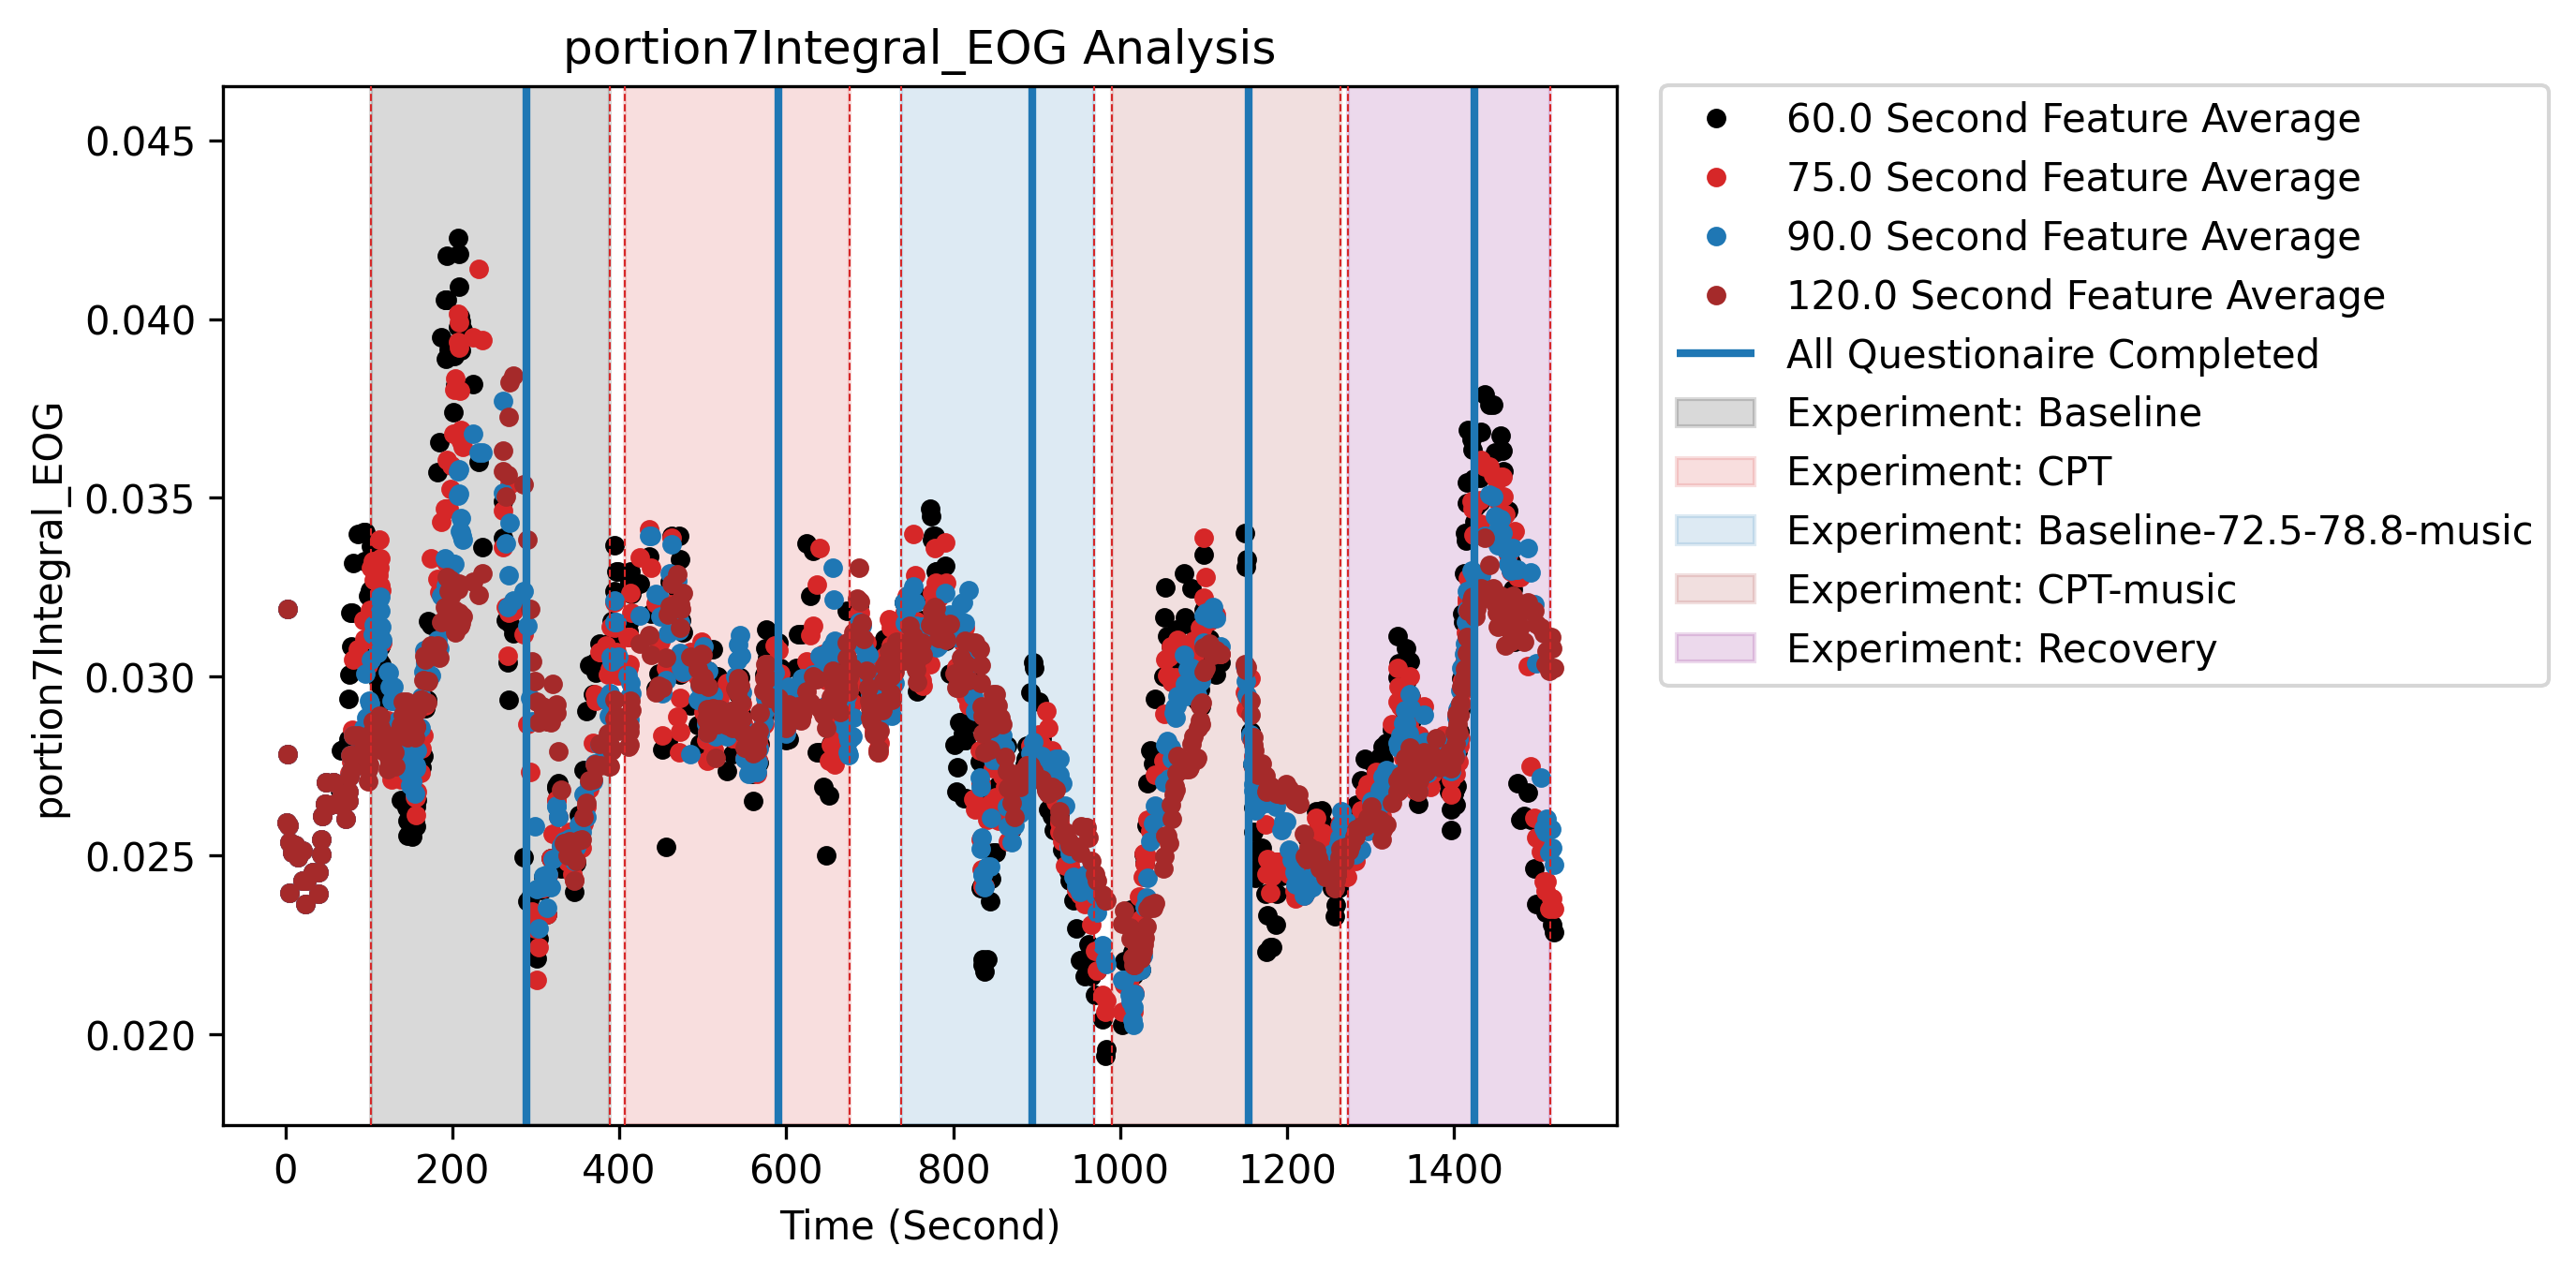 portion7Integral_EOG Analysis
portion7Integral_EOG
0.045
0.040
0.035
0.030
0.025
0.020
0 200 400 600 800 1000 1200 1400
Time (Second)
60.0 Second Feature Average
75.0 Second Feature Average
90.0 Second Feature Average
120.0 Second Feature Average
All Questionaire Completed
Experiment: Baseline
Experiment: CPT
Experiment: Baseline-72.5-78.8-music
Experiment: CPT-music
Experiment: Recovery